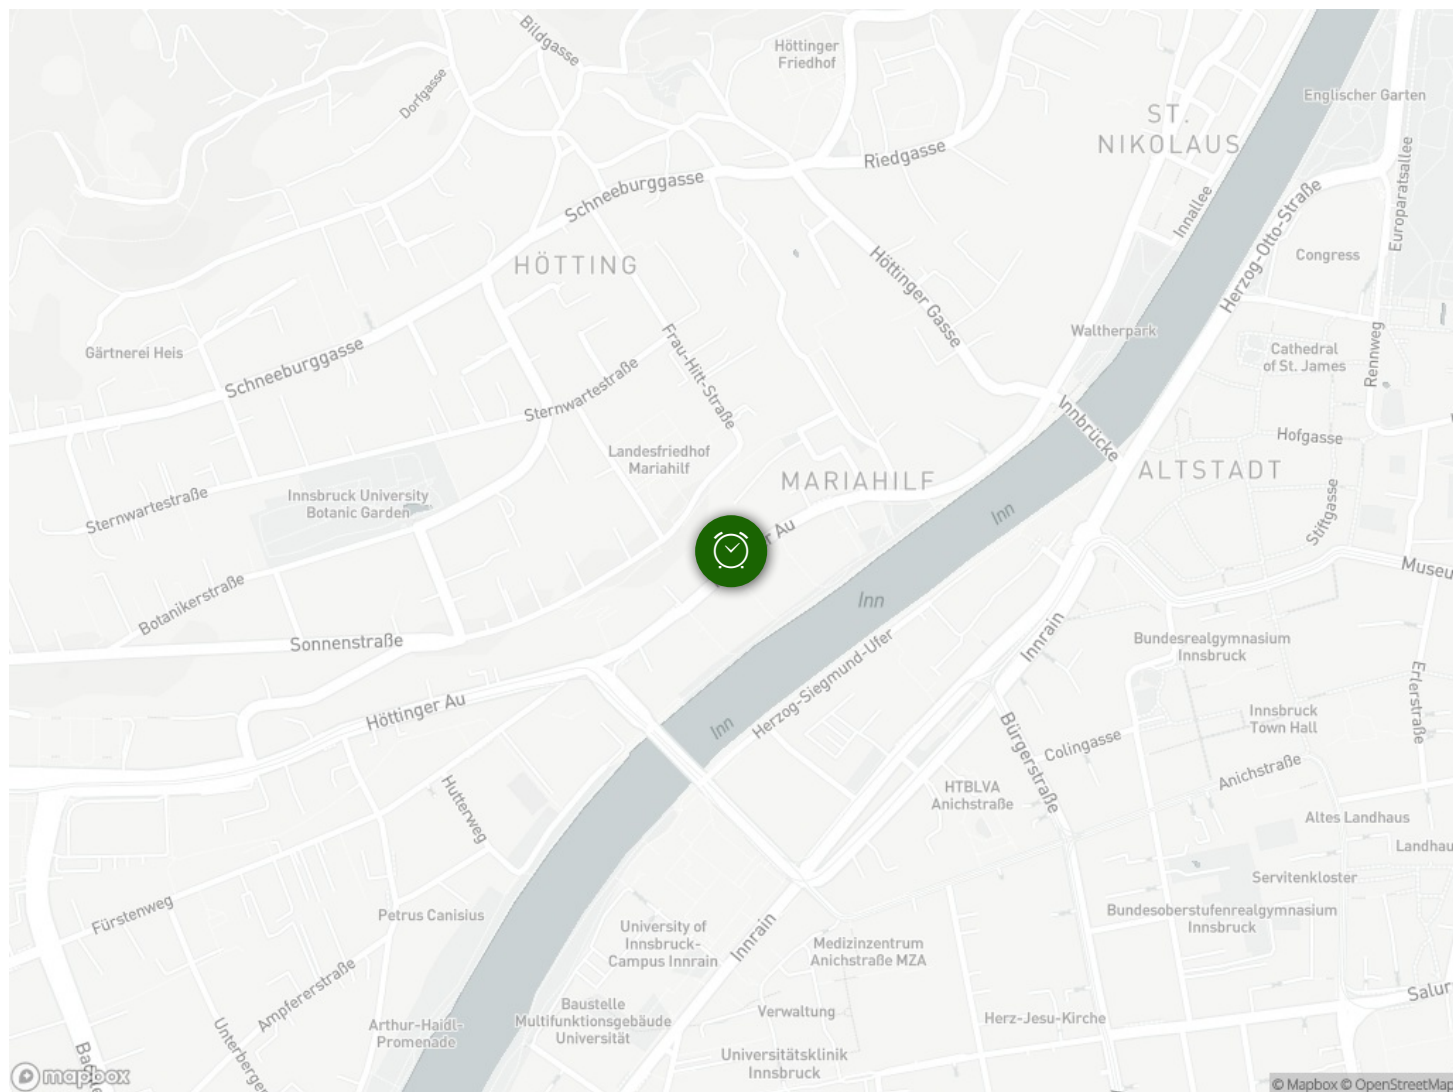 Bildgasse
Höttinger
Friedhof
Dorfgasse
Englischer Garten
ST.
NIKOLAUS
Riedgasse
Schneeburggasse
Innallee
Herzog-Otto-Straße
Europaratsallee
Congress
HÖTTING
Höttinger Gasse
Waltherpark
Gärtnerei Heis
Schneeburggasse
Frau-Hitt-Straße
Cathedral
of St. James
Rennweg
Sternwartestraße
Innbrücke
Hofgasse
Landesfriedhof
Mariahilf
MARIAHILF
ALTSTADT
Innsbruck University
Botanic Garden
Sternwartestraße
Stiftgasse
Inn
r Au
Museu
Botanikerstraße
Inn
Sonnenstraße
Innrain
Bundesrealgymnasium
Innsbruck
Herzog-Siegmund-Ufer
Erlerstraße
Höttinger Au
Inn
Innsbruck
Town Hall
Bürgerstraße
Colingasse
Anichstraße
Hutterweg
HTBLVA
Anichstraße
Altes Landhaus
Landhau
Servitenkloster
Fürstenweg
Petrus Canisius
Bundesoberstufenrealgymnasium
Innsbruck
University of
Innsbruck-
Campus Innrain
Innrain
Medizinzentrum
Anichstraße MZA
Ampfererstraße
Salur
Baustelle
Multifunktionsgebäude
Universität
Verwaltung
Herz-Jesu-Kirche
Arthur-Haidl-
Promenade
Unterberger
Universitätsklinik
Innsbruck
mapbox
© Mapbox © OpenStreetMap